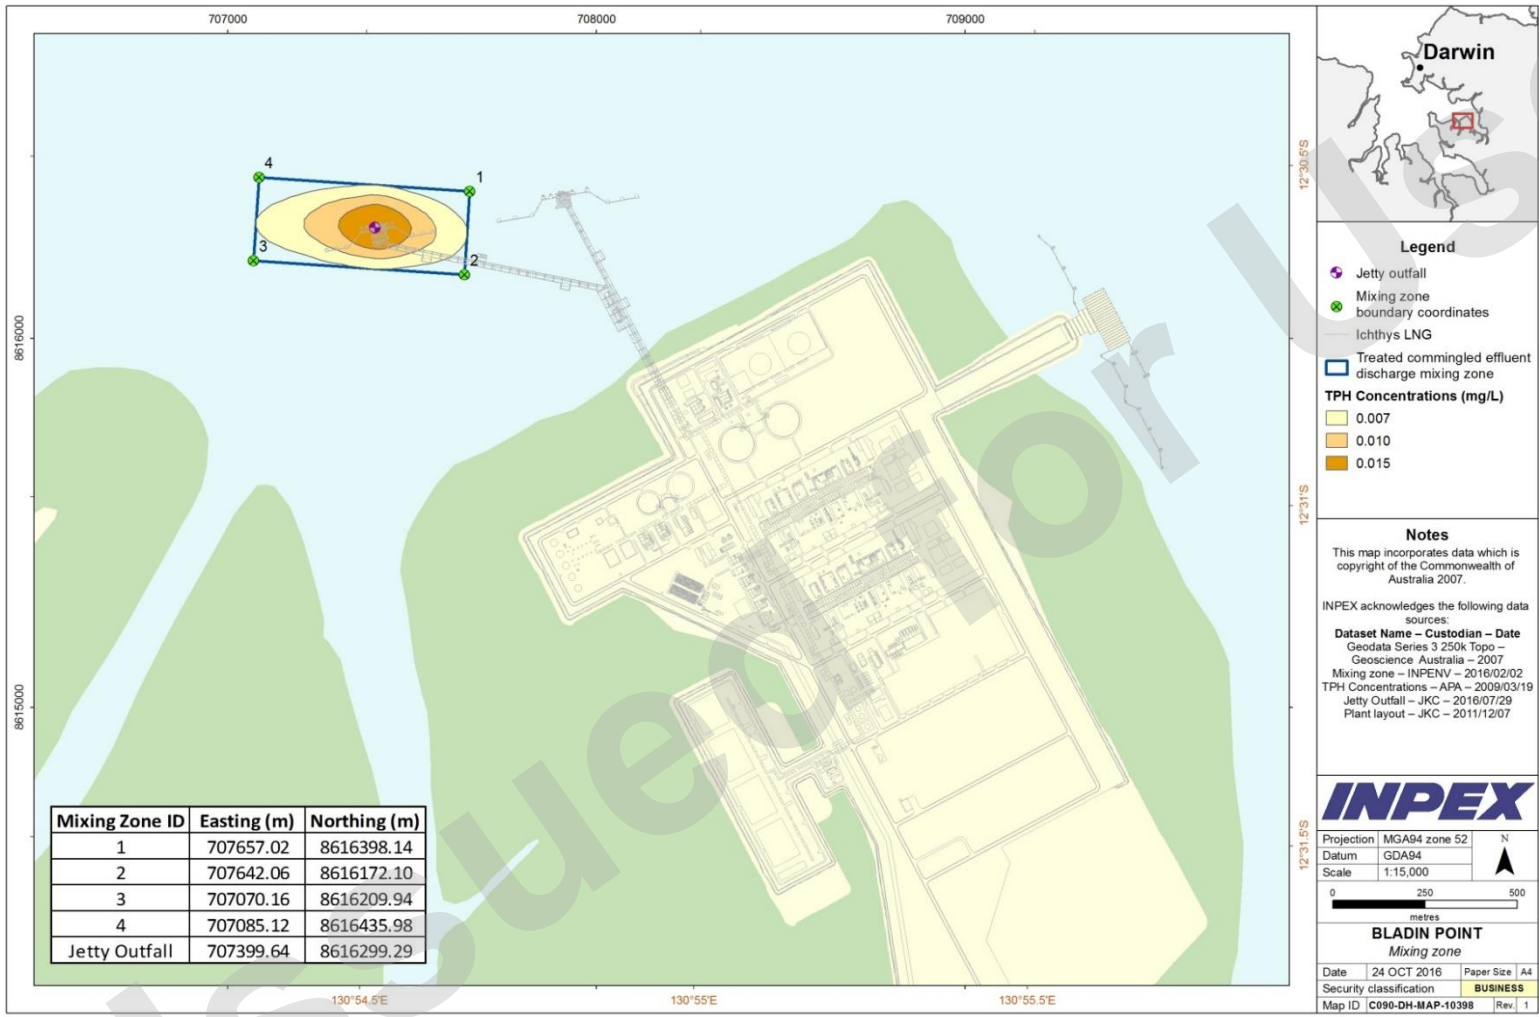 707000
708000
709000
8616000
8615000
12°30.5'S
12°31'S
12°31.5'S
130°54.5'E
130°55'E
130°55.5'E
4
1
3
2
Mixing Zone ID Easting (m) Northing (m)
1 707657.02 8616398.14
2 707642.06 8616172.10
3 707070.16 8616209.94
4 707085.12 8616435.98
Jetty Outfall 707399.64 8616299.29
Darwin
Legend
Jetty outfall
Mixing zone
boundary coordinates
Ichthys LNG
Treated commingled effluent
discharge mixing zone
TPH Concentrations (mg/L)
0.007
0.010
0.015
Notes
This map incorporates data which is
copyright of the Commonwealth of
Australia 2007.
INPEX acknowledges the following data
sources:
Dataset Name – Custodian – Date
Geodata Series 3 250k Topo –
Geoscience Australia – 2007
Mixing zone – INPENV – 2016/02/02
TPH Concentrations – APA – 2009/03/19
Jetty Outfall – JKC – 2016/07/29
Plant layout – JKC – 2011/12/07
INPEX
Projection MGA94 zone 52
Datum GDA94
Scale 1:15,000
N
0 250 500
metres
BLADIN POINT
Mixing zone
Date 24 OCT 2016 Paper Size A4
Security classification BUSINESS
Map ID C090-DH-MAP-10398 Rev. 1
ssued for us